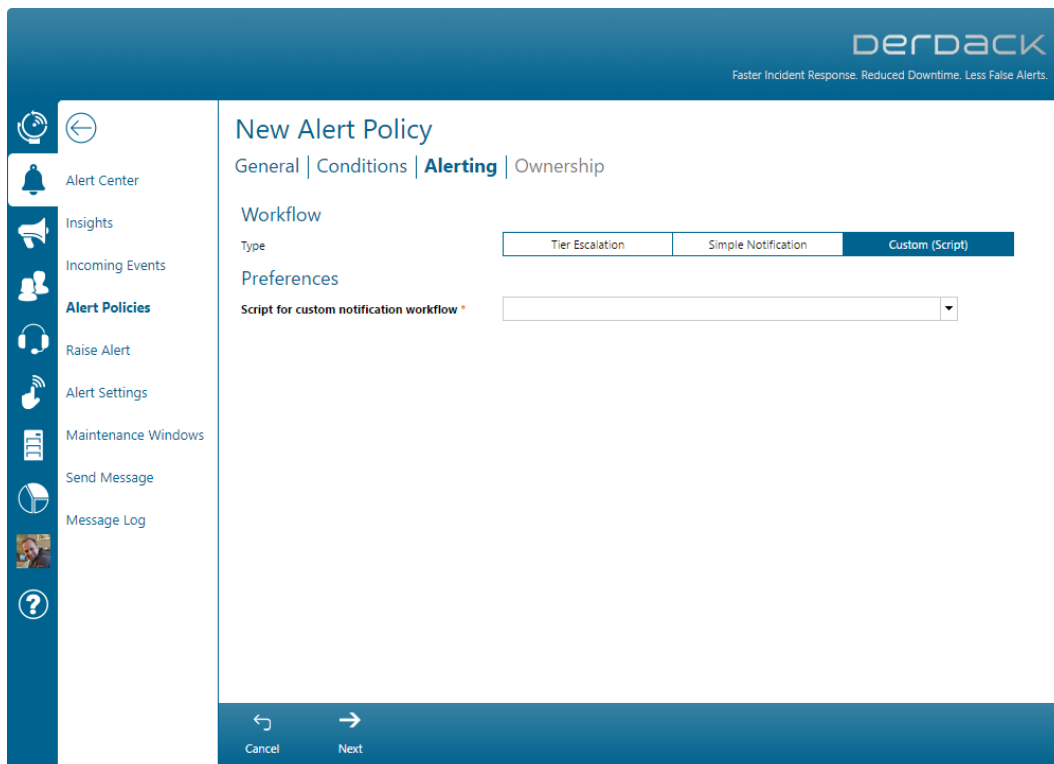 DERDACK
Faster Incident Response. Reduced Downtime. Less False Alerts.
New Alert Policy
General | Conditions | Alerting | Ownership
Alert Center
Insights
Incoming Events
Alert Policies
Raise Alert
Alert Settings
Maintenance Windows
Send Message
Message Log
Workflow
Type Tier Escalation Simple Notification Custom (Script)
Preferences
Script for custom notification workflow *
?
Cancel Next